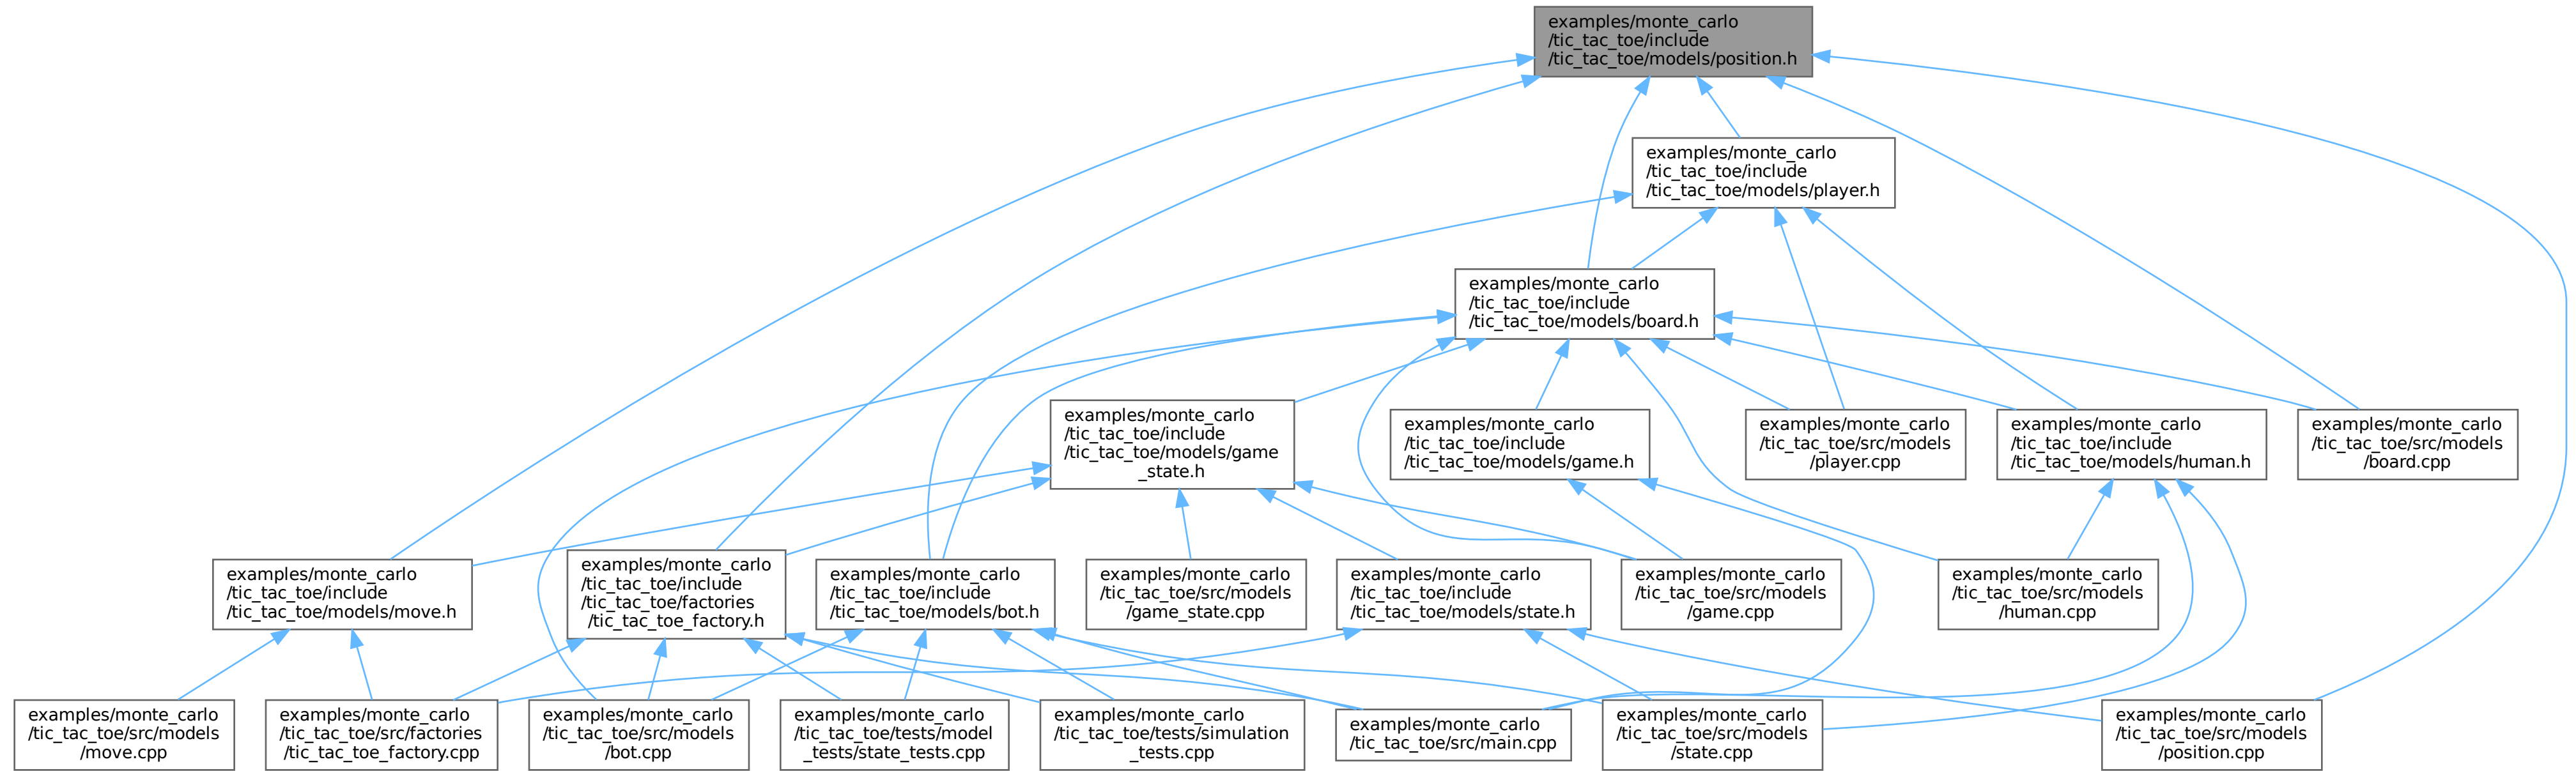 examples/monte_carlo
/tic_tac_toe/include
/tic_tac_toe/models/position.h
examples/monte_carlo
/tic_tac_toe/include
/tic_tac_toe/models/player.h
examples/monte_carlo
/tic_tac_toe/include
/tic_tac_toe/models/board.h
examples/monte_carlo
/tic_tac_toe/include
/tic_tac_toe/models/game
_state.h
examples/monte_carlo
/tic_tac_toe/include
/tic_tac_toe/models/game.h
examples/monte_carlo
/tic_tac_toe/src/models
/player.cpp
examples/monte_carlo
/tic_tac_toe/include
/tic_tac_toe/models/human.h
examples/monte_carlo
/tic_tac_toe/src/models
/board.cpp
examples/monte_carlo
/tic_tac_toe/include
/tic_tac_toe/models/move.h
examples/monte_carlo
/tic_tac_toe/include
/tic_tac_toe/factories
/tic_tac_toe_factory.h
examples/monte_carlo
/tic_tac_toe/include
/tic_tac_toe/models/bot.h
examples/monte_carlo
/tic_tac_toe/src/models
/game_state.cpp
examples/monte_carlo
/tic_tac_toe/include
/tic_tac_toe/models/state.h
examples/monte_carlo
/tic_tac_toe/src/models
/game.cpp
examples/monte_carlo
/tic_tac_toe/src/models
/human.cpp
examples/monte_carlo
/tic_tac_toe/src/models
/move.cpp
examples/monte_carlo
/tic_tac_toe/src/factories
/tic_tac_toe_factory.cpp
examples/monte_carlo
/tic_tac_toe/src/models
/bot.cpp
examples/monte_carlo
/tic_tac_toe/tests/model
_tests/state_tests.cpp
examples/monte_carlo
/tic_tac_toe/tests/simulation
_tests.cpp
examples/monte_carlo
/tic_tac_toe/src/main.cpp
examples/monte_carlo
/tic_tac_toe/src/models
/state.cpp
examples/monte_carlo
/tic_tac_toe/src/models
/position.cpp